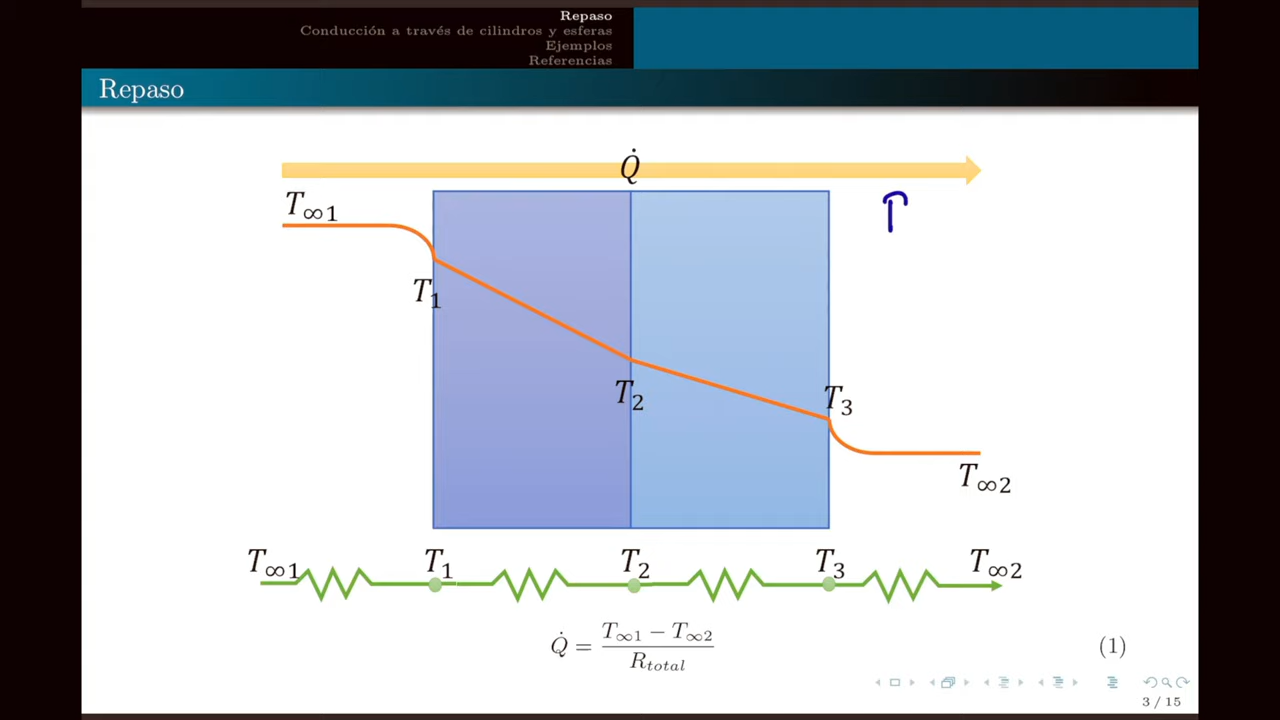 Repaso
Conducción a través de cilindros y esferas
Ejemplos
Referencias
Repaso
Q̇
T∞1
T1
T2
T3
T∞2
T∞1 T1 T2 T3 T∞2
Q̇ = (T∞1 − T∞2) / Rtotal (1)
3 / 15